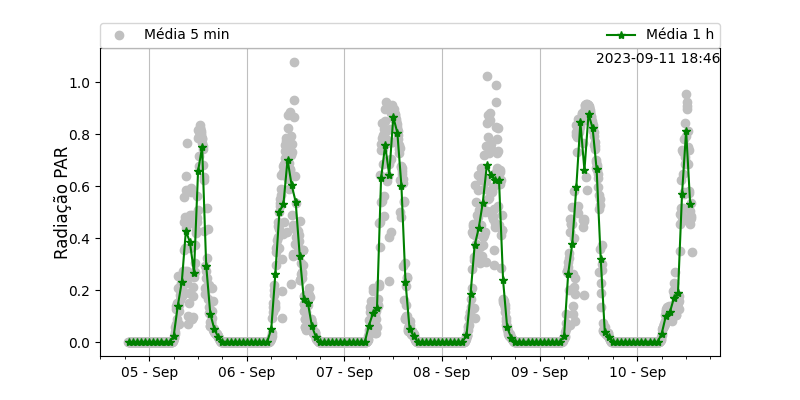 Média 5 min
Média 1 h
2023-09-11 18:46
Radiação PAR
1.0
0.8
0.6
0.4
0.2
0.0
05 - Sep
06 - Sep
07 - Sep
08 - Sep
09 - Sep
10 - Sep